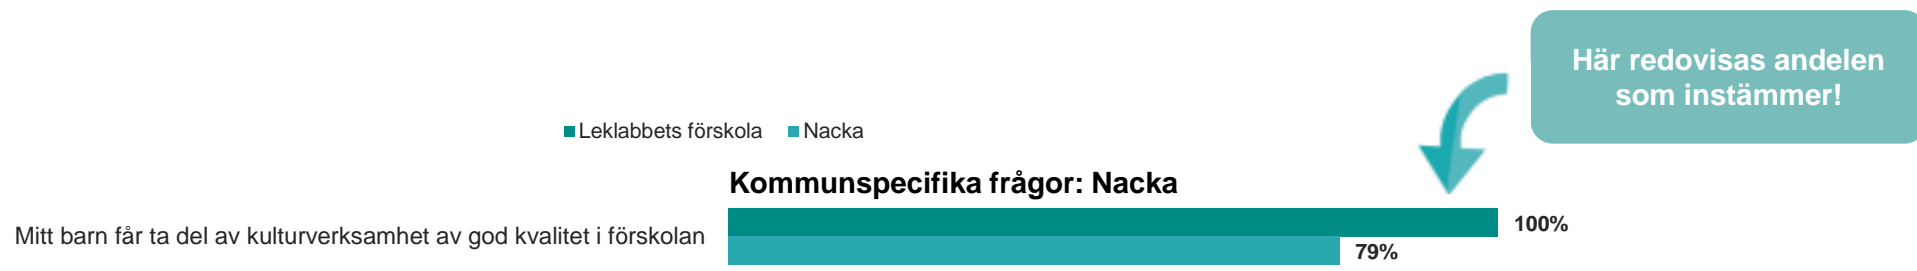 Här redovisas andelen
som instämmer!
Leklabbets förskola Nacka
Kommunspecifika frågor: Nacka
Mitt barn får ta del av kulturverksamhet av god kvalitet i förskolan
100%
79%